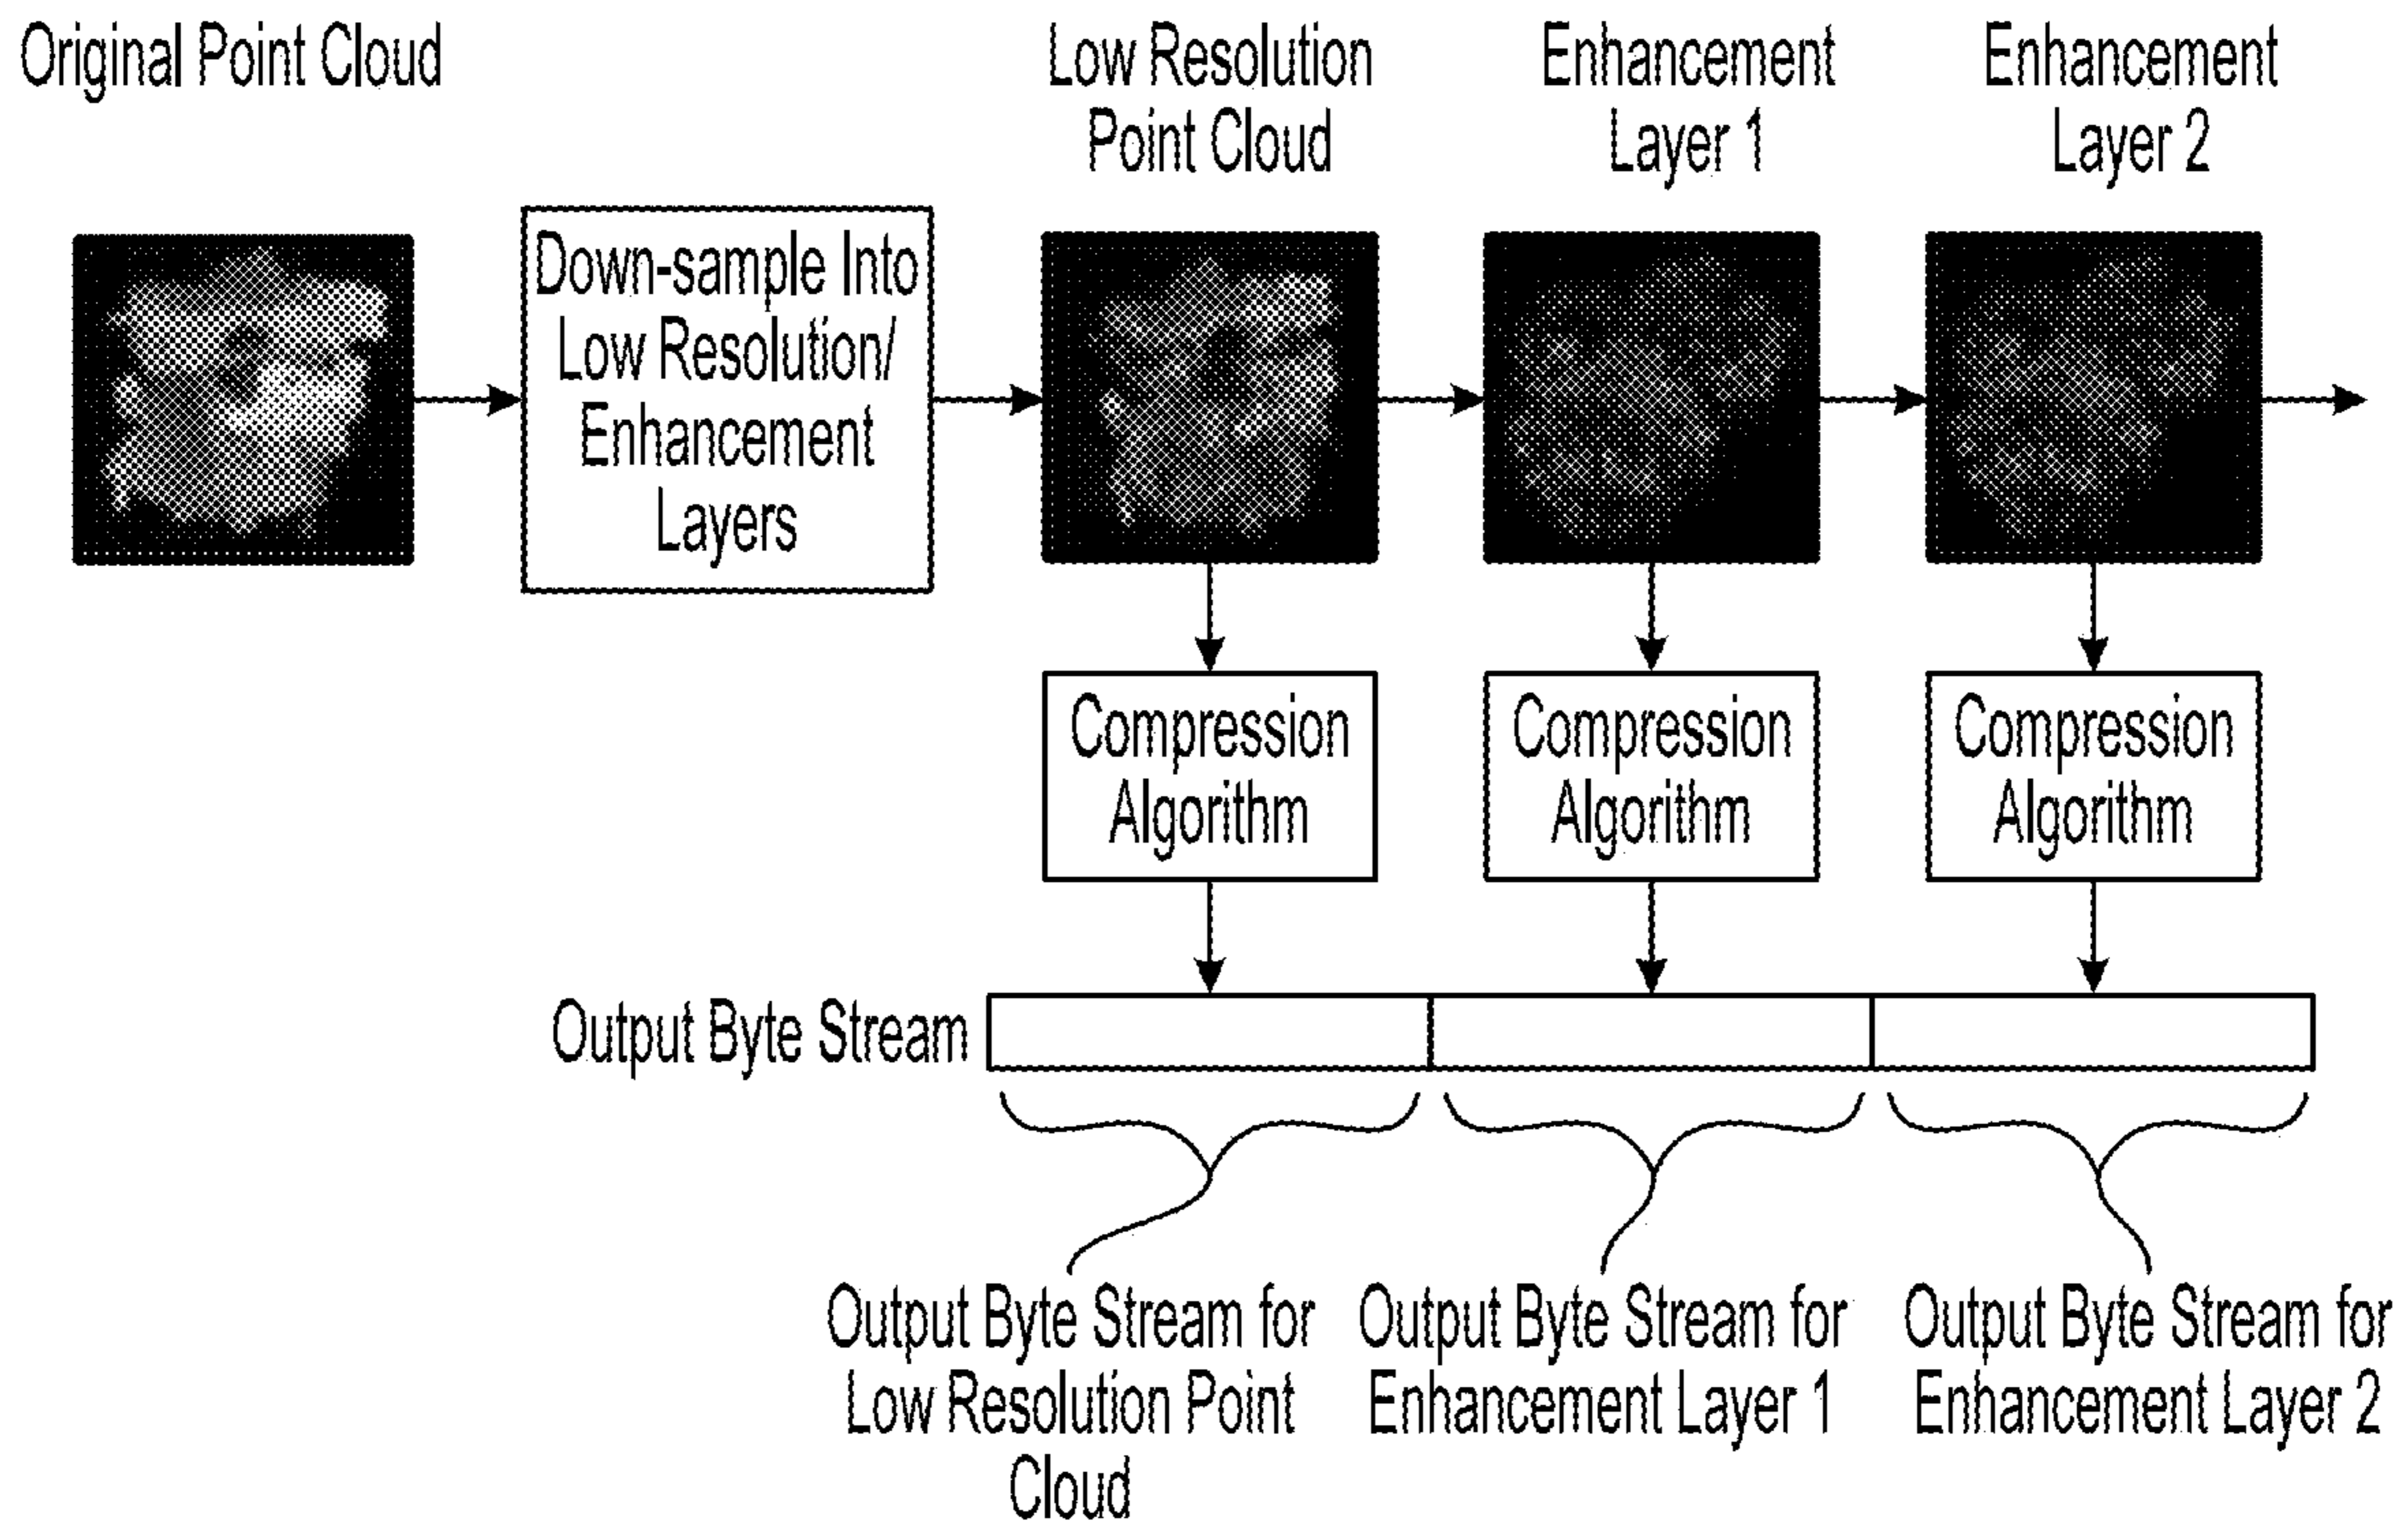 Original Point Cloud
Low Resolution
Point Cloud
Enhancement
Layer 1
Enhancement
Layer 2
Down-sample Into
Low Resolution/
Enhancement
Layers
Compression
Algorithm
Compression
Algorithm
Compression
Algorithm
Output Byte Stream
Output Byte Stream for
Low Resolution Point
Cloud
Output Byte Stream for
Enhancement Layer 1
Output Byte Stream for
Enhancement Layer 2